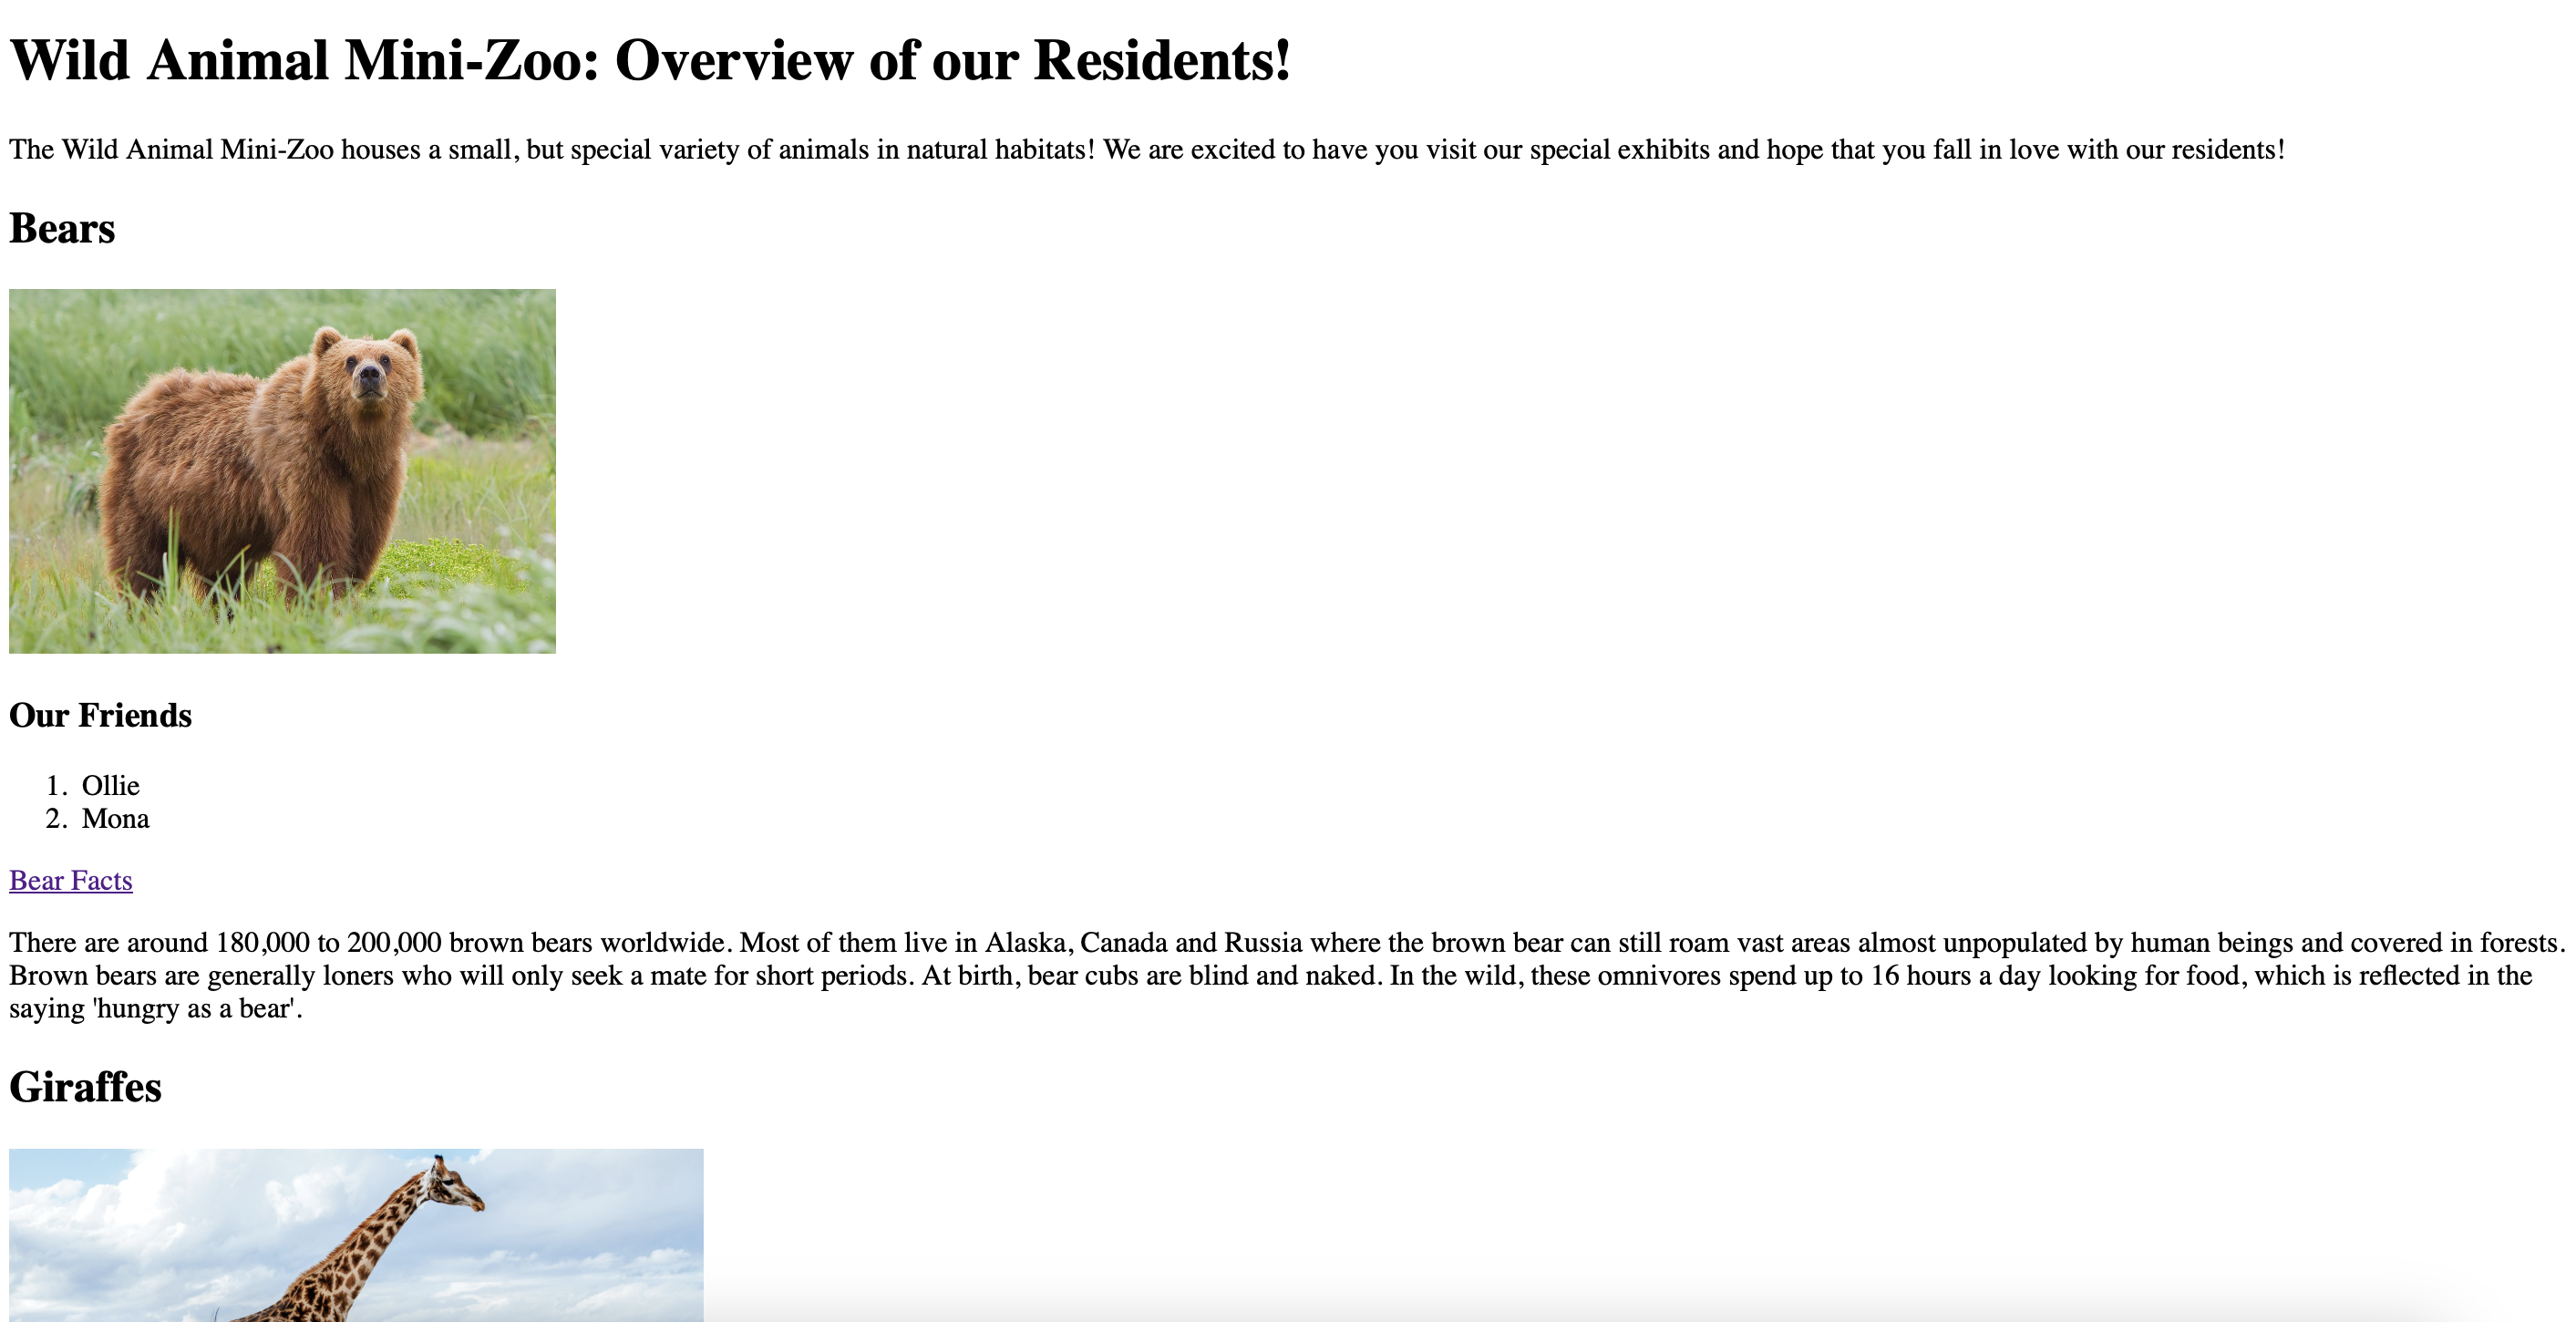 Wild Animal Mini-Zoo: Overview of our Residents!
The Wild Animal Mini-Zoo houses a small, but special variety of animals in natural habitats! We are excited to have you visit our special exhibits and hope that you fall in love with our residents!
Bears
Our Friends
1. Ollie
2. Mona
Bear Facts
There are around 180,000 to 200,000 brown bears worldwide. Most of them live in Alaska, Canada and Russia where the brown bear can still roam vast areas almost unpopulated by human beings and covered in forests.
Brown bears are generally loners who will only seek a mate for short periods. At birth, bear cubs are blind and naked. In the wild, these omnivores spend up to 16 hours a day looking for food, which is reflected in the
saying 'hungry as a bear'.
Giraffes